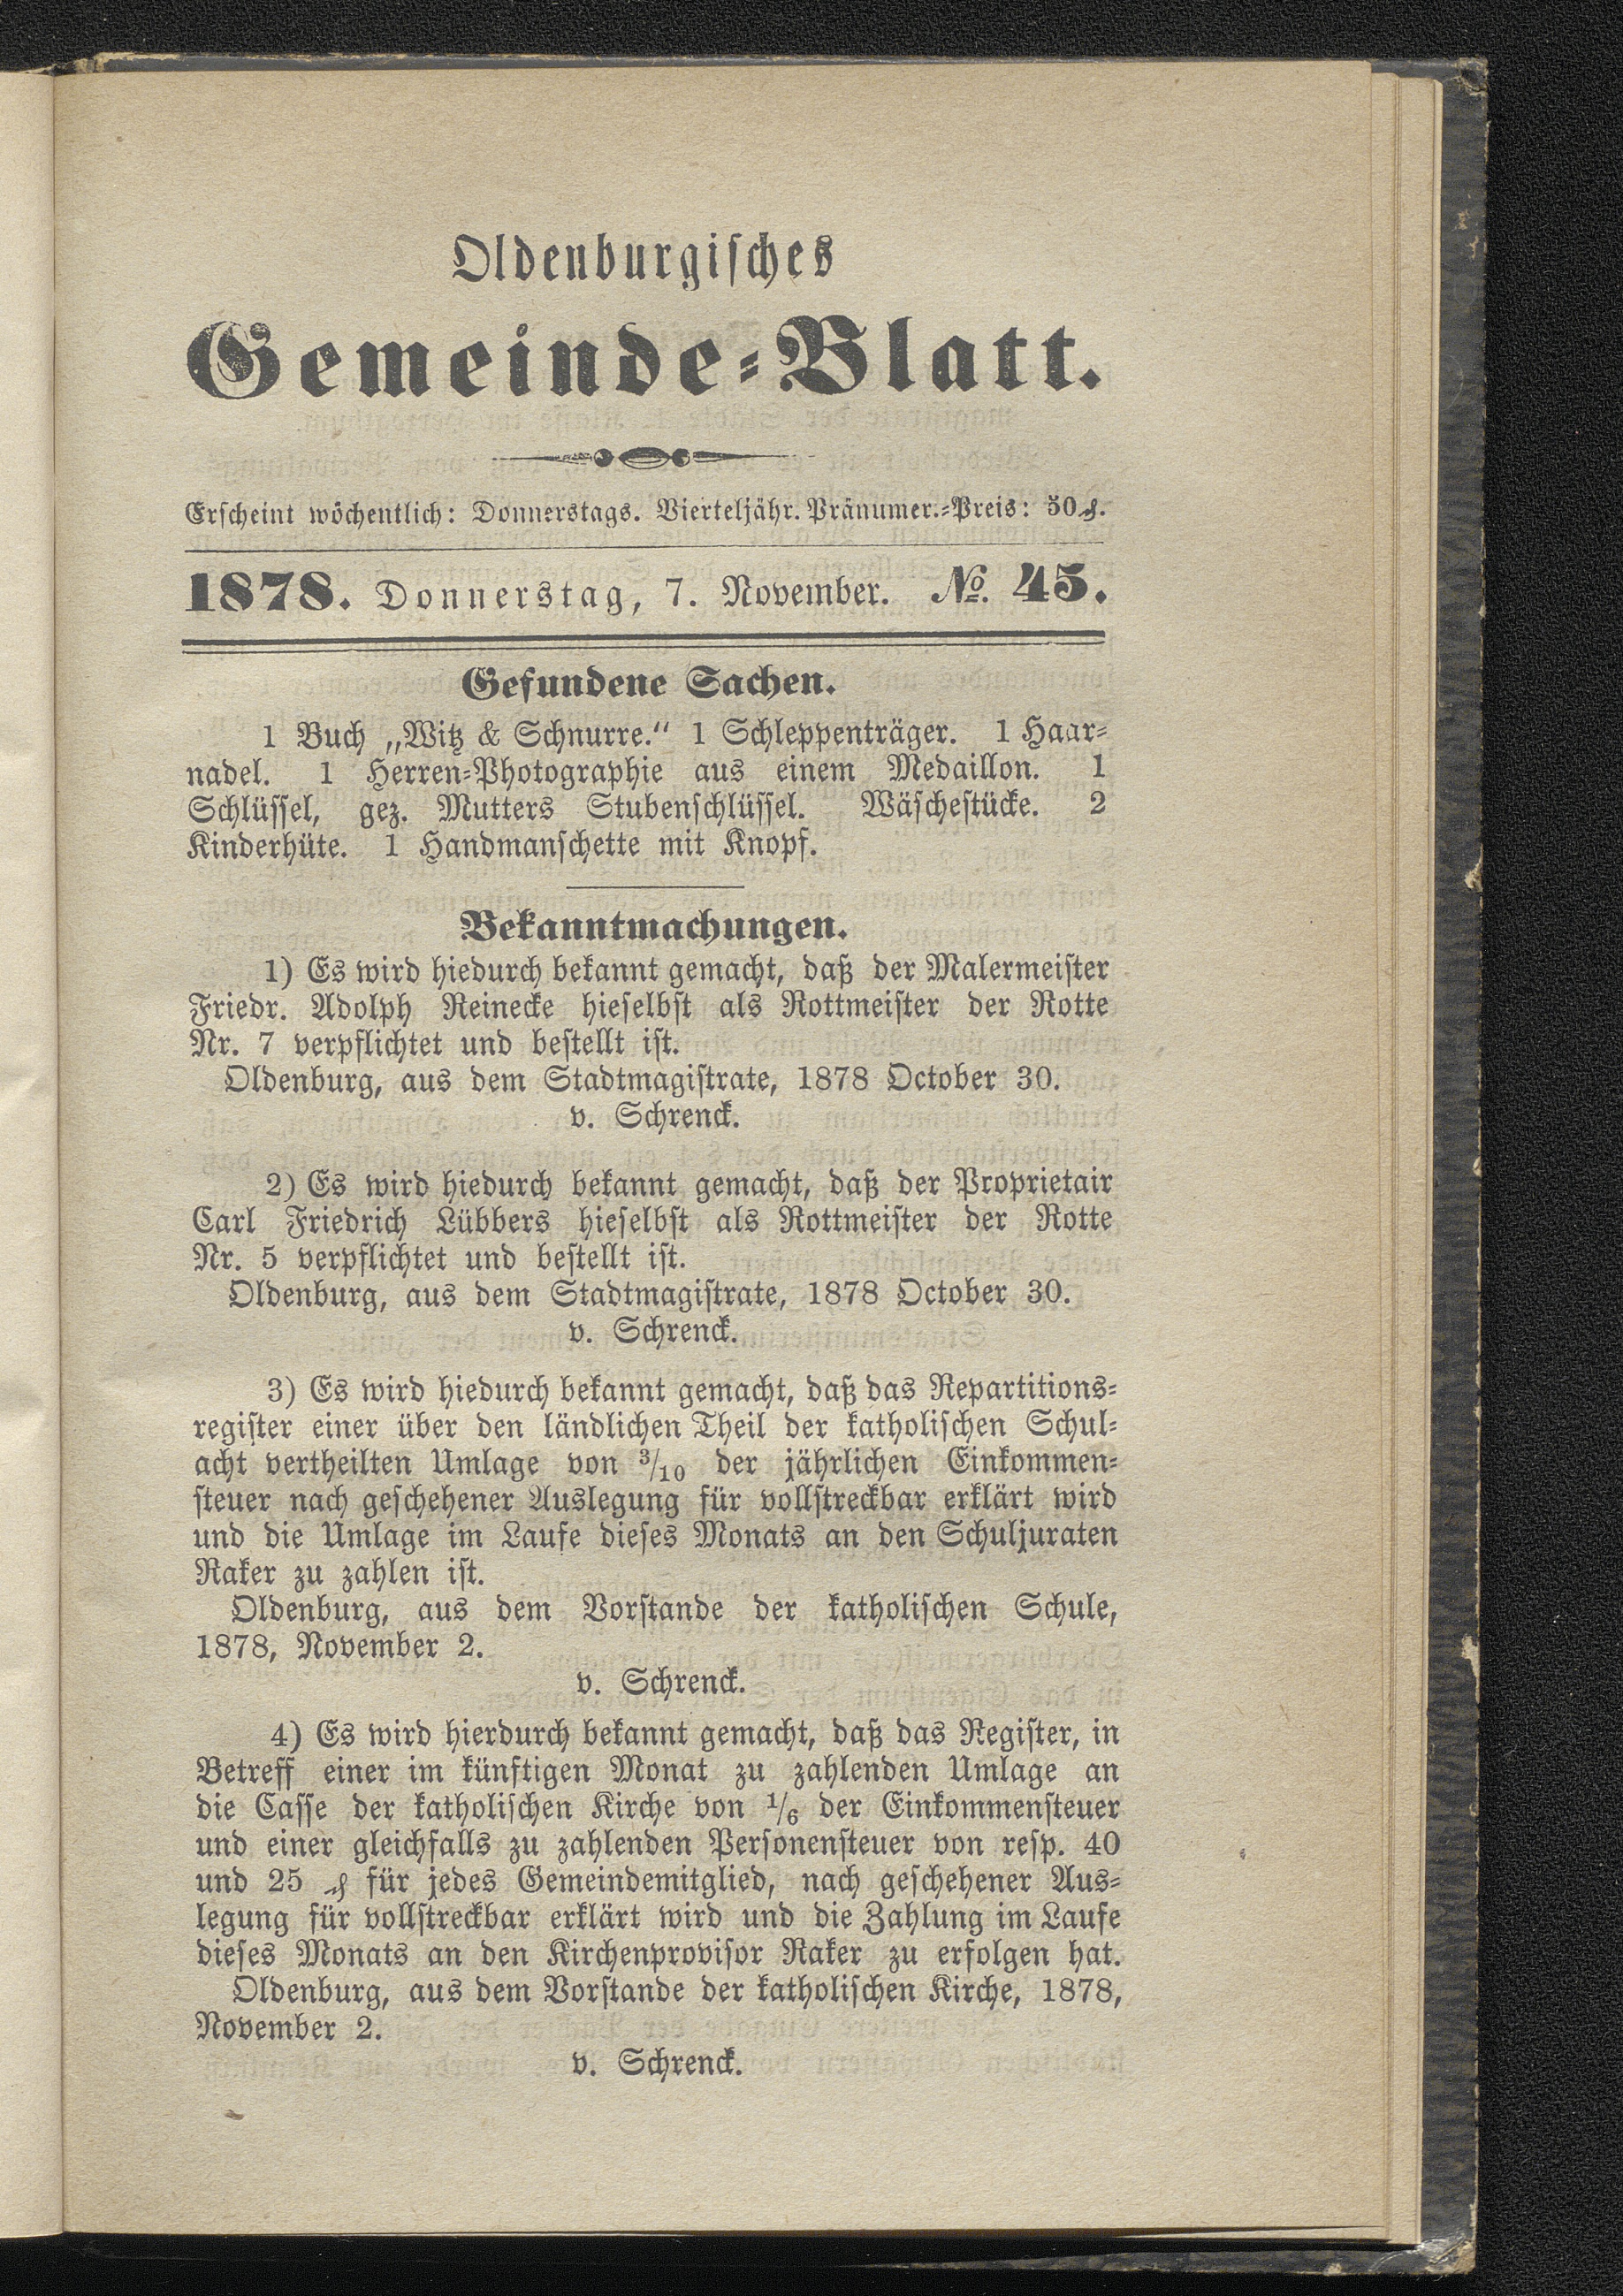 Oldenburgisches
Gemeinde-Blatt.
Erscheint wöchentlich: Donnerstags. Vierteljähr. Pränumer.-Preis: 50 ₰.
1878. Donnerstag, 7. November. No. 45.
Gefundene Sachen.
1 Buch „Witz & Schnurre.“ 1 Schleppenträger. 1 Haar-
nadel. 1 Herren-Photographie aus einem Medaillon. 1
Schlüssel, gez. Mutters Stubenschlüssel. Wäschestücke. 2
Kinderhüte. 1 Handmanschette mit Knopf.
Bekanntmachungen.
1) Es wird hiedurch bekannt gemacht, daß der Malermeister
Friedr. Adolph Reinecke hieselbst als Rottmeister der Rotte
Nr. 7 verpflichtet und bestellt ist.
Oldenburg, aus dem Stadtmagistrate, 1878 October 30.
v. Schrenck.
2) Es wird hiedurch bekannt gemacht, daß der Proprietair
Carl Friedrich Lübbers hieselbst als Rottmeister der Rotte
Nr. 5 verpflichtet und bestellt ist.
Oldenburg, aus dem Stadtmagistrate, 1878 October 30.
v. Schrenck.
3) Es wird hiedurch bekannt gemacht, daß das Repartitions-
register einer über den ländlichen Theil der katholischen Schul-
acht vertheilten Umlage von 3/10 der jährlichen Einkommen-
steuer nach geschehener Auslegung für vollstreckbar erklärt wird
und die Umlage im Laufe dieses Monats an den Schuljuraten
Raker zu zahlen ist.
Oldenburg, aus dem Vorstande der katholischen Schule,
1878, November 2.
v. Schrenck.
4) Es wird hierdurch bekannt gemacht, daß das Register, in
Betreff einer im künftigen Monat zu zahlenden Umlage an
die Casse der katholischen Kirche von 1/6 der Einkommensteuer
und einer gleichfalls zu zahlenden Personensteuer von resp. 40
und 25 ₰ für jedes Gemeindemitglied, nach geschehener Aus-
legung für vollstreckbar erklärt wird und die Zahlung im Laufe
dieses Monats an den Kirchenprovisor Raker zu erfolgen hat.
Oldenburg, aus dem Vorstande der katholischen Kirche, 1878,
November 2.
v. Schrenck.